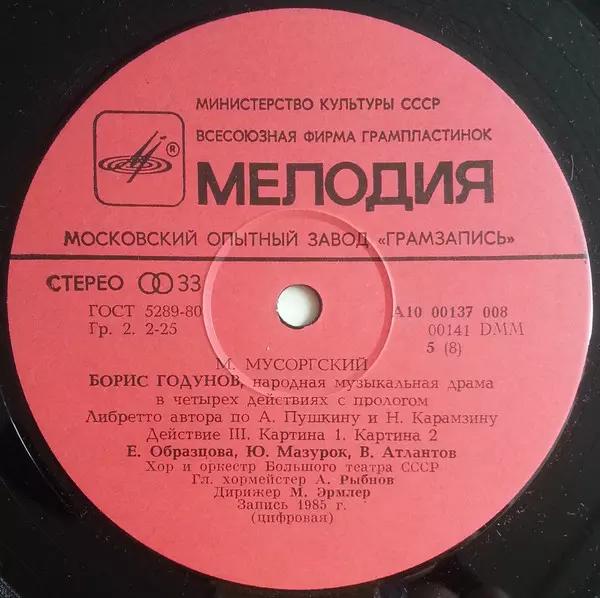 МИНИСТЕРСТВО КУЛЬТУРЫ СССР
ВСЕСОЮЗНАЯ ФИРМА ГРАМПЛАСТИНОК
®
МЕЛОДИЯ
МОСКОВСКИЙ ОПЫТНЫЙ ЗАВОД «ГРАМЗАПИСЬ»
СТЕРЕО 33
ГОСТ 5289-80 А10 00137 008
Гр. 2. 2-25 00141 DMM
5 (8)
М. МУСОРГСКИЙ
БОРИС ГОДУНОВ, народная музыкальная драма
в четырех действиях с прологом
Либретто автора по А. Пушкину и Н. Карамзину
Действие III. Картина 1. Картина 2
Е. Образцова, Ю. Мазурок, В. Атлантов
Хор и оркестр Большого театра СССР
Гл. хормейстер А. Рыбнов
Дирижер М. Эрмлер
Запись 1985 г.
(цифровая)